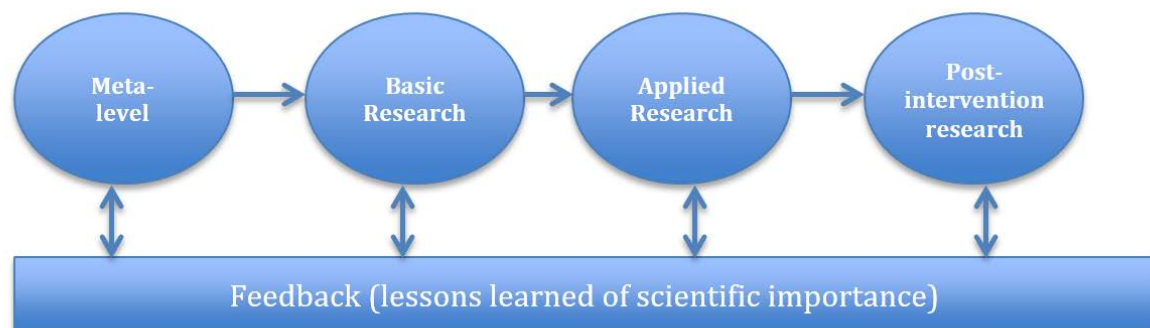 Meta-
level
Basic
Research
Applied
Research
Post-
intervention
research
Feedback (lessons learned of scientific importance)